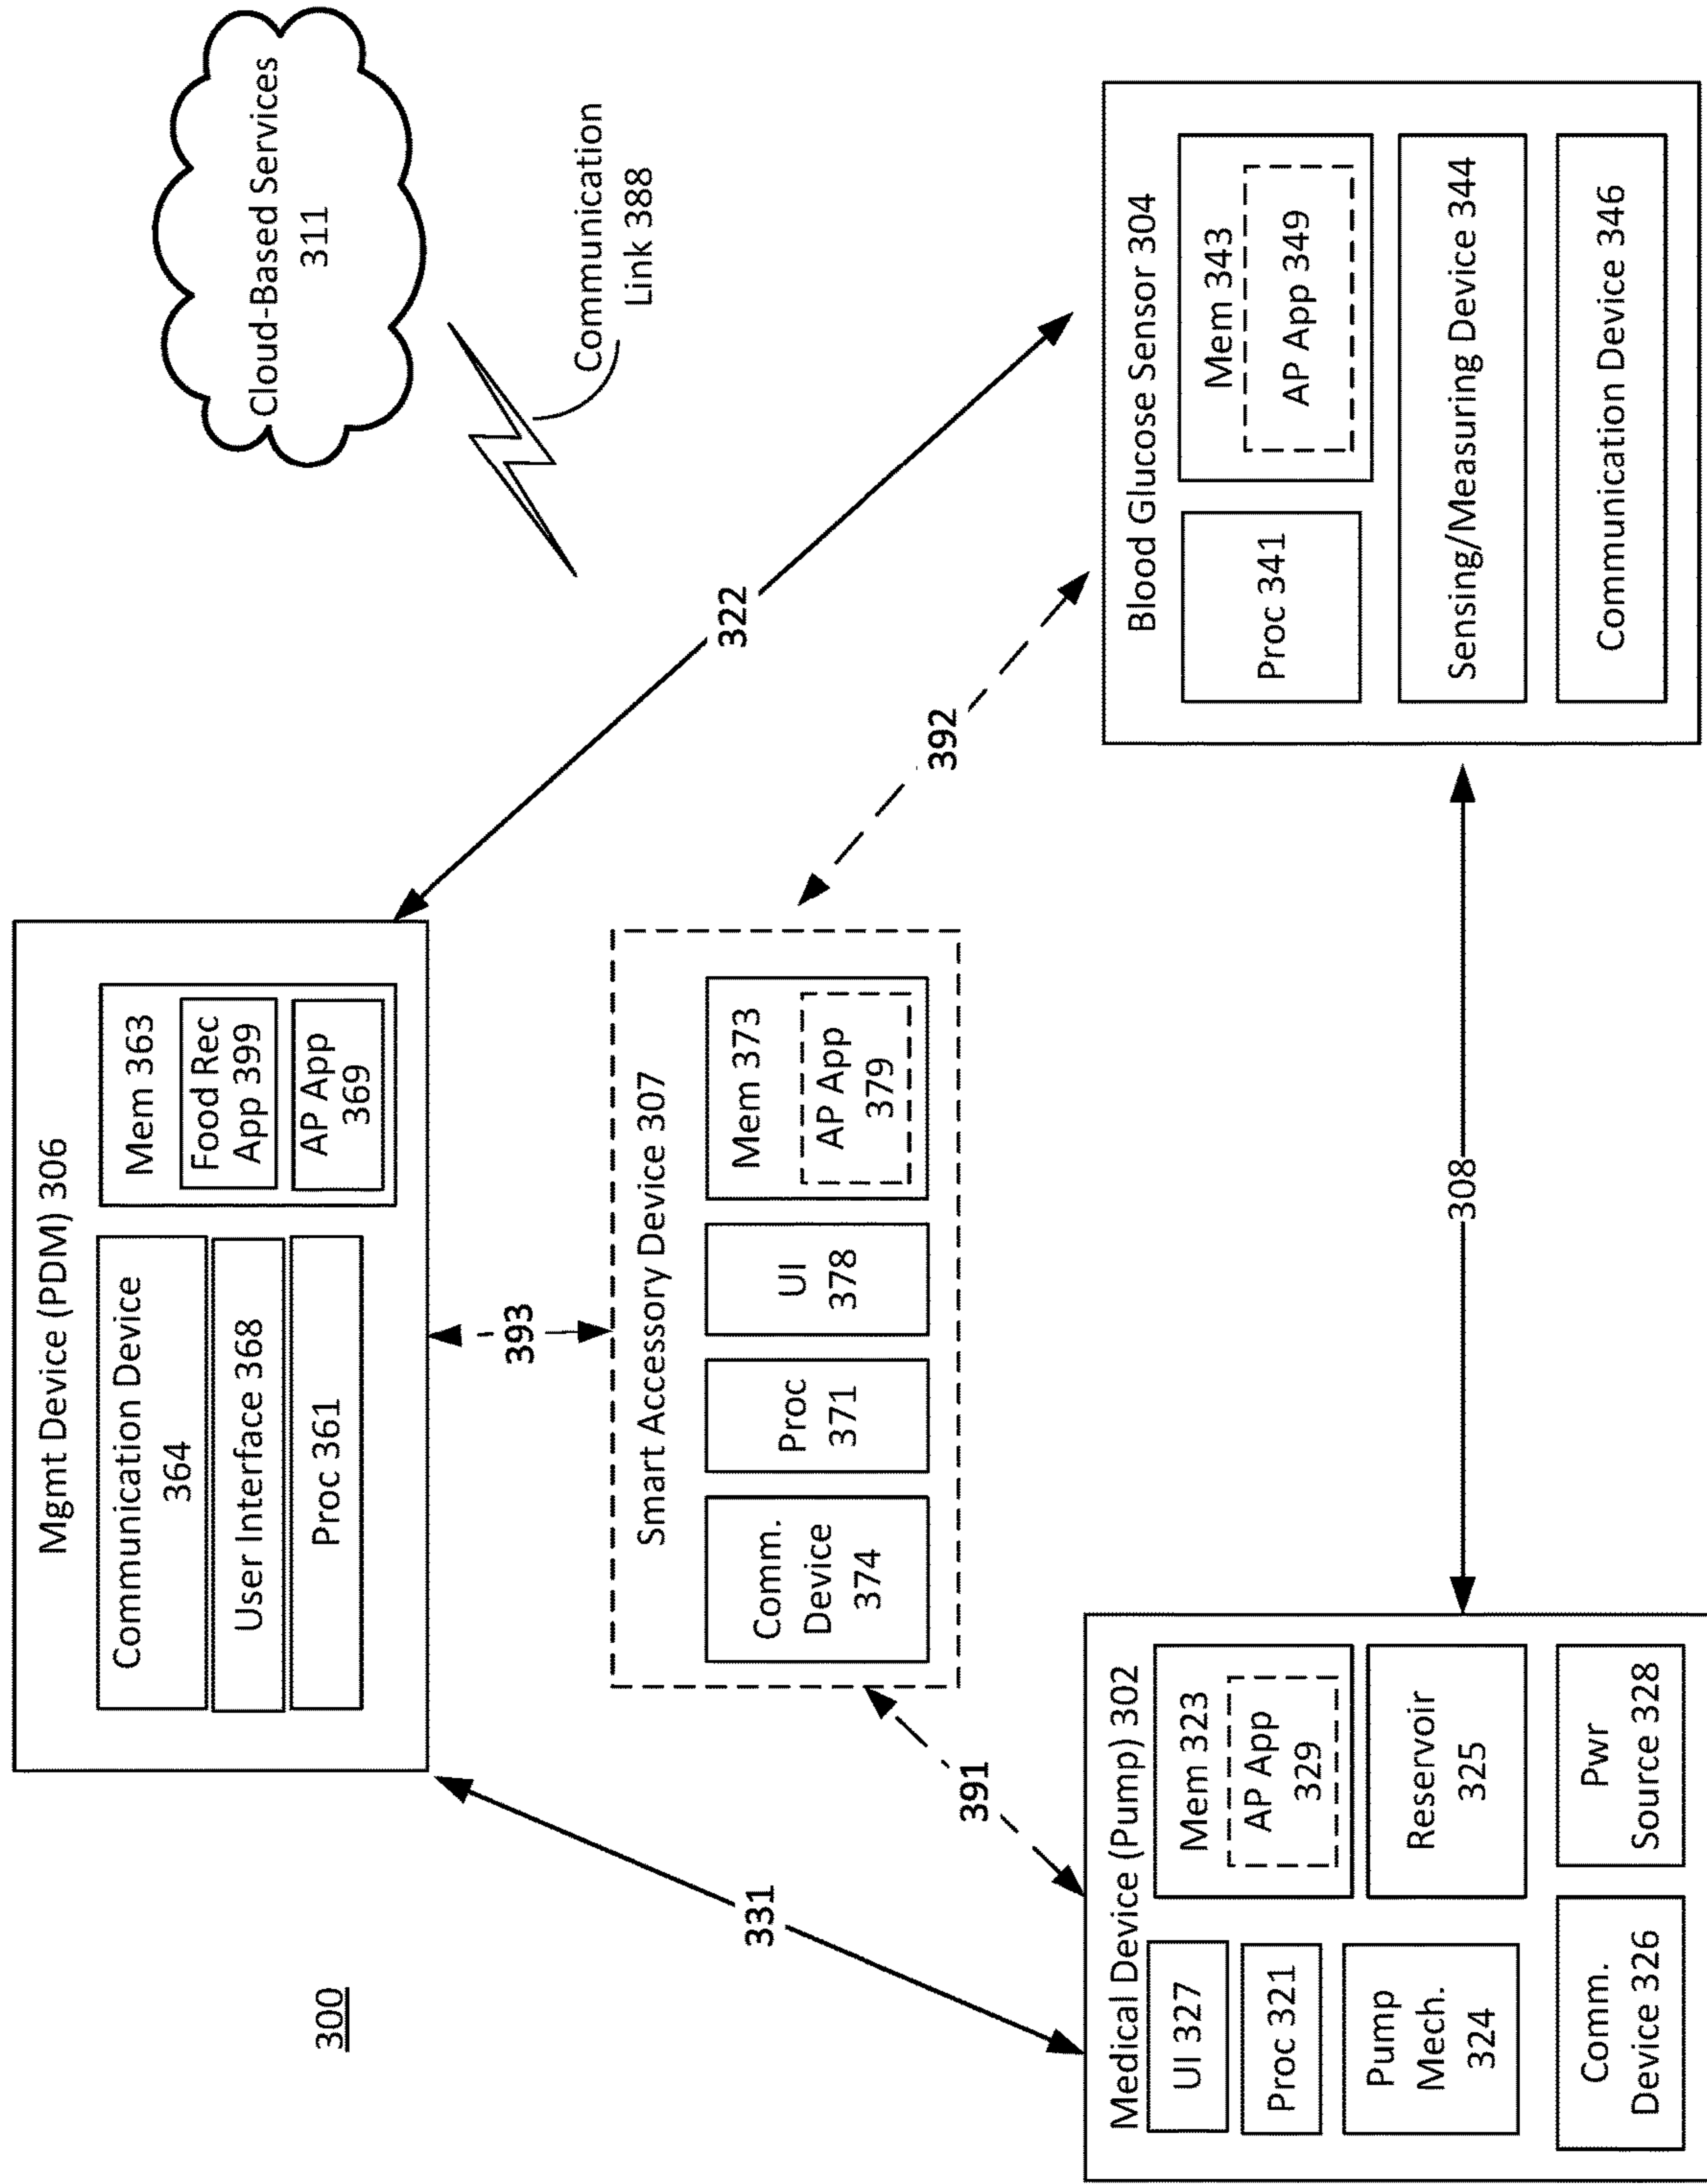 300
Mgmt Device (PDM) 306
Communication Device
364
User Interface 368
Proc 361
Mem 363
Food Rec
App 399
AP App
369
Cloud-Based Services
311
Communication
Link 388
331
393
322
Smart Accessory Device 307
Comm.
Device
374
Proc
371
UI
378
Mem 373
AP App
379
391
392
Medical Device (Pump) 302
UI 327
Proc 321
Pump
Mech.
324
Comm.
Device 326
Mem 323
AP App
329
Reservoir
325
Pwr
Source 328
308
Blood Glucose Sensor 304
Proc 341
Mem 343
AP App 349
Sensing/Measuring Device 344
Communication Device 346